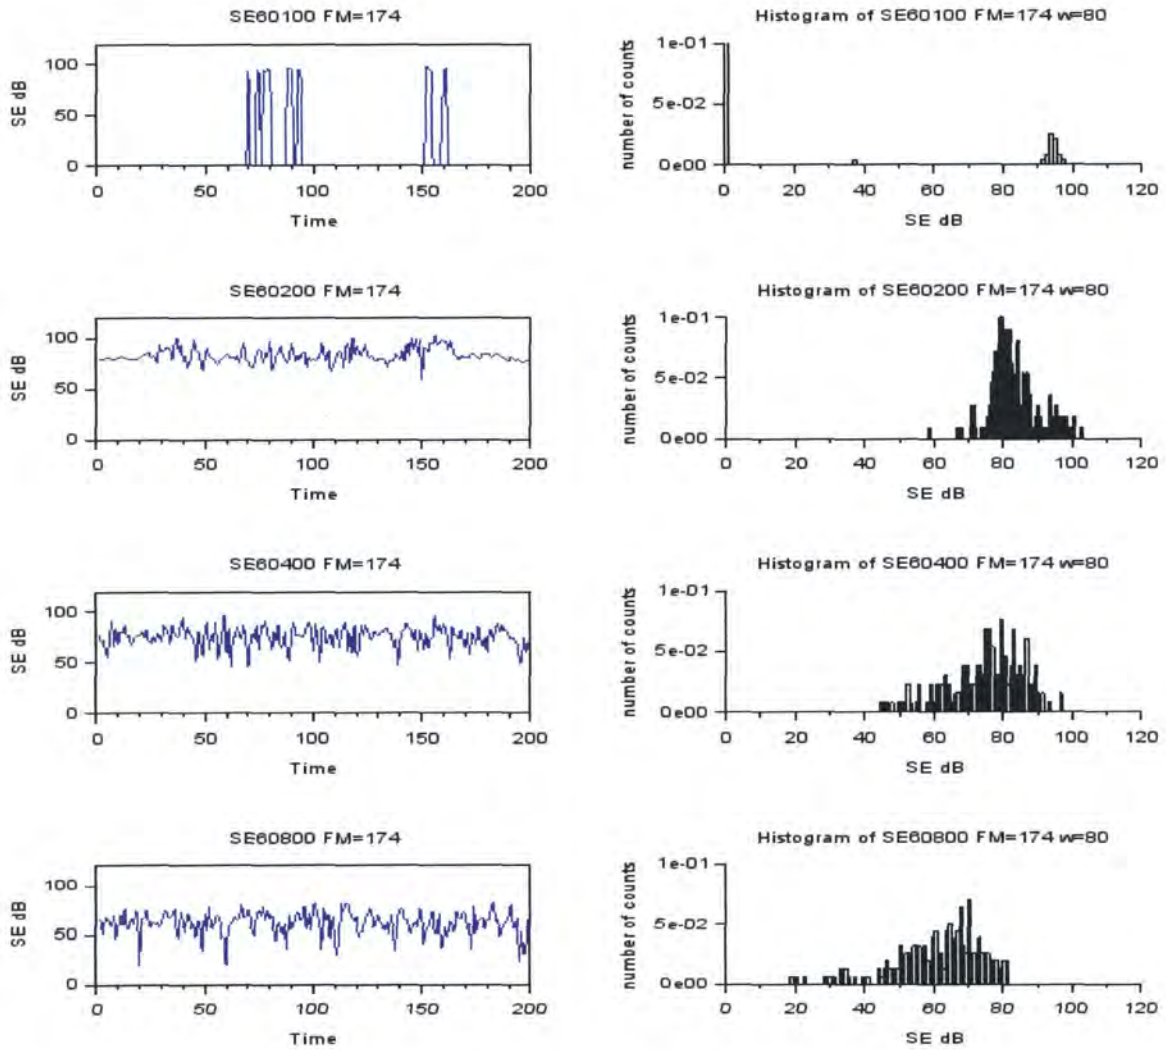 SE60100 FM=174
SE dB
100
50
0
0 50 100 150 200
Time
Histogram of SE60100 FM=174 w=80
number of counts
1e-01
5e-02
0e00
0 20 40 60 80 100 120
SE dB
SE60200 FM=174
SE dB
100
50
0
0 50 100 150 200
Time
Histogram of SE60200 FM=174 w=80
number of counts
1e-01
5e-02
0e00
0 20 40 60 80 100 120
SE dB
SE60400 FM=174
SE dB
100
50
0
0 50 100 150 200
Time
Histogram of SE60400 FM=174 w=80
number of counts
1e-01
5e-02
0e00
0 20 40 60 80 100 120
SE dB
SE60800 FM=174
SE dB
100
50
0
0 50 100 150 200
Time
Histogram of SE60800 FM=174 w=80
number of counts
1e-01
5e-02
0e00
0 20 40 60 80 100 120
SE dB